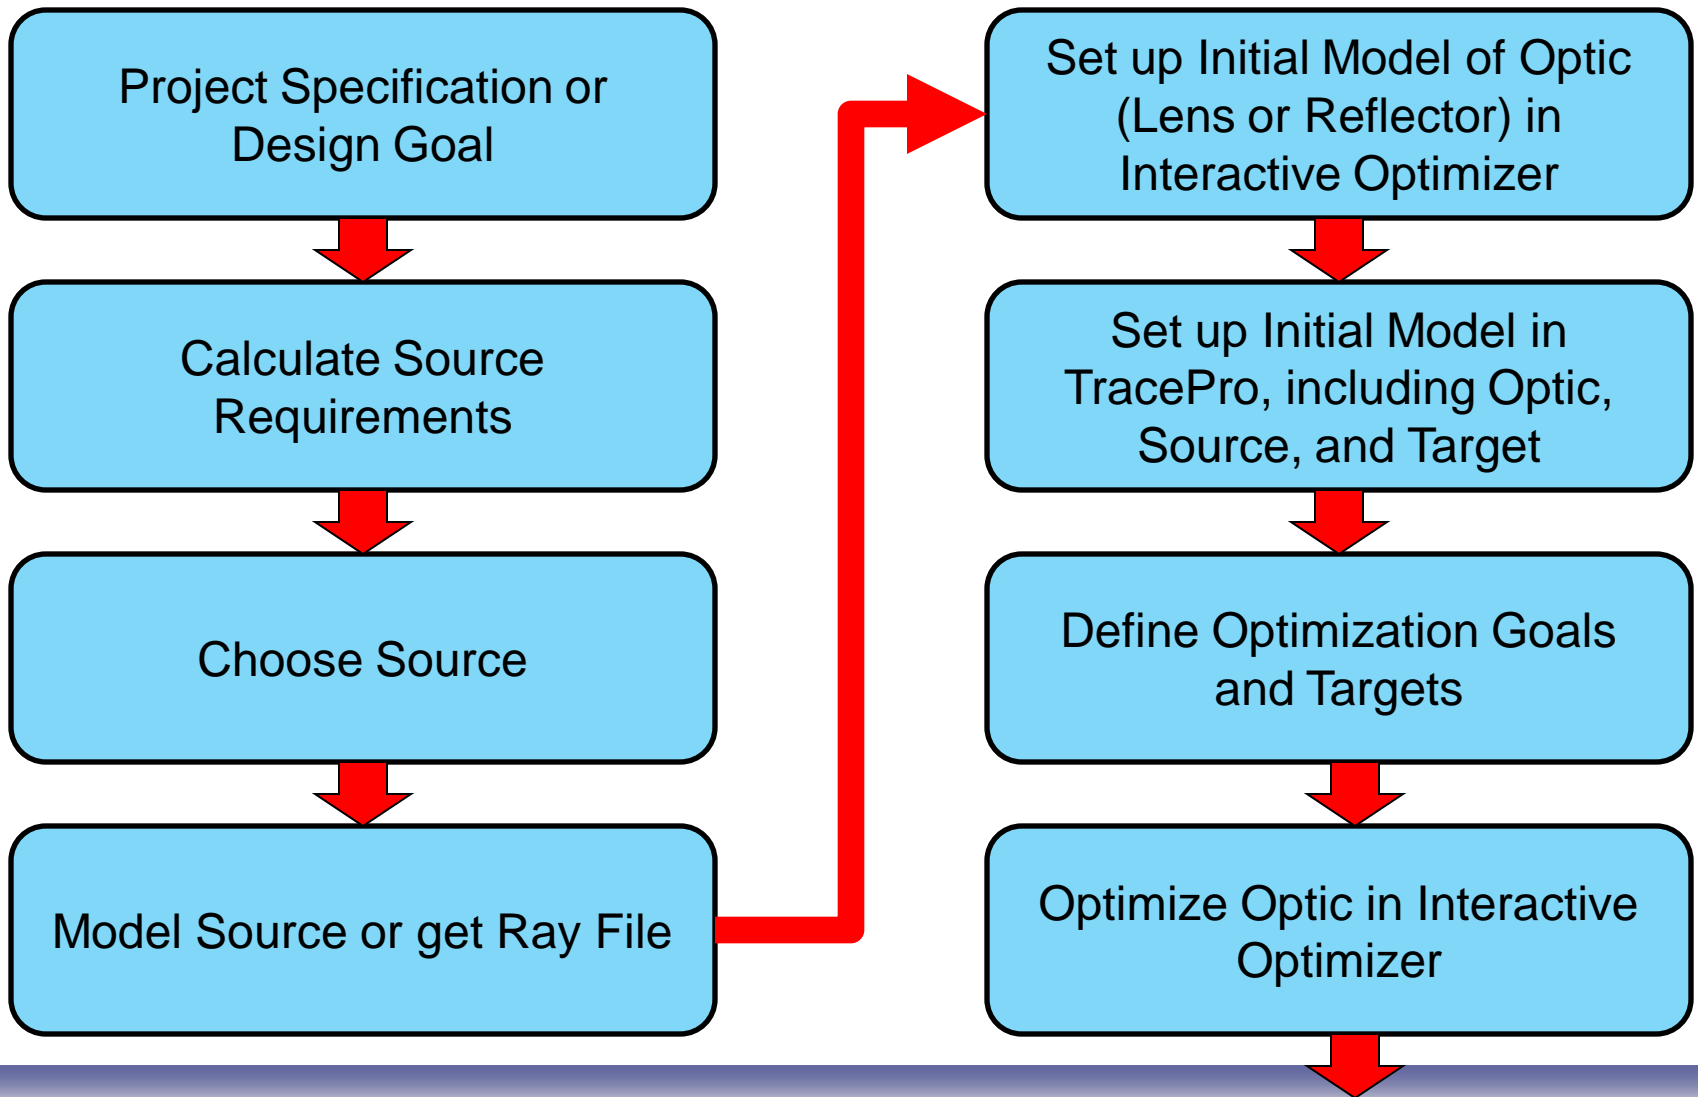 Project Specification or
Design Goal
Calculate Source
Requirements
Choose Source
Model Source or get Ray File
Set up Initial Model of Optic
(Lens or Reflector) in
Interactive Optimizer
Set up Initial Model in
TracePro, including Optic,
Source, and Target
Define Optimization Goals
and Targets
Optimize Optic in Interactive
Optimizer